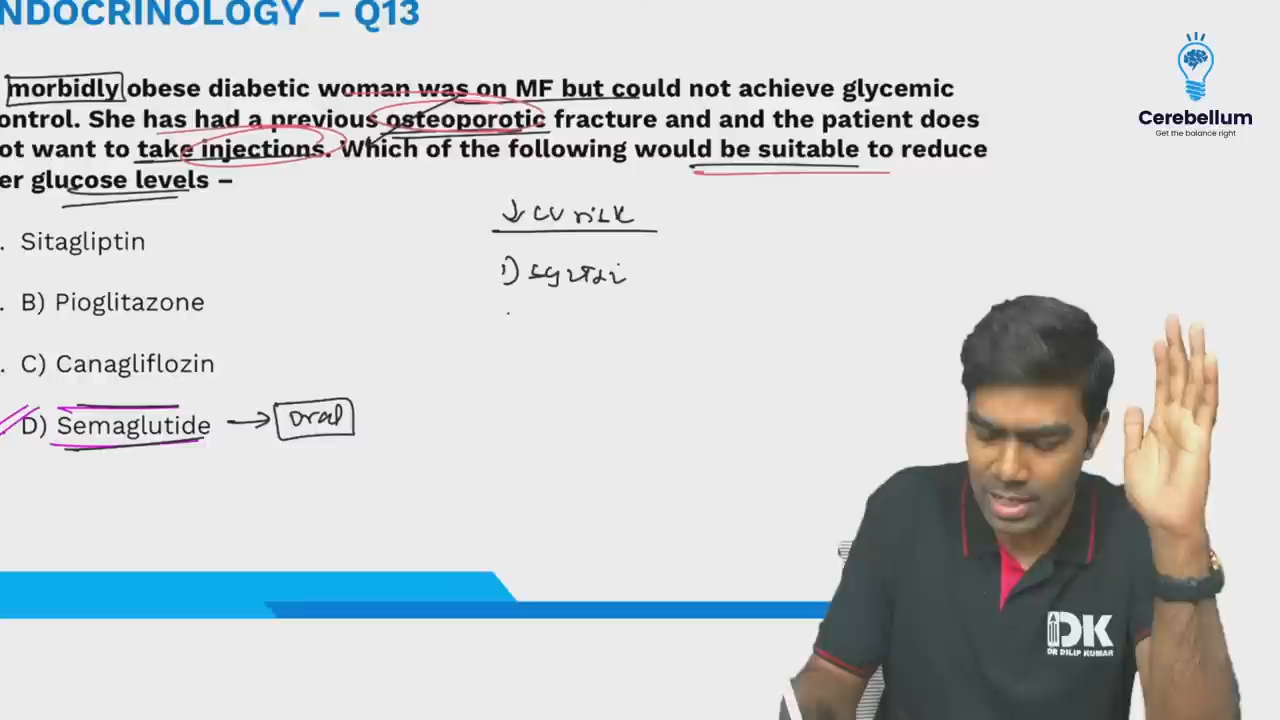 NDOCRINOLOGY – Q13
morbidly obese diabetic woman was on MF but could not achieve glycemic
ontrol. She has had a previous osteoporotic fracture and and the patient does
ot want to take injections. Which of the following would be suitable to reduce
er glucose levels –
↓ CV risk
. Sitagliptin
1) SGLT2i
. B) Pioglitazone
. C) Canagliflozin
D) Semaglutide → oral
Cerebellum
Get the balance right
DK
DR DILIP KUMAR